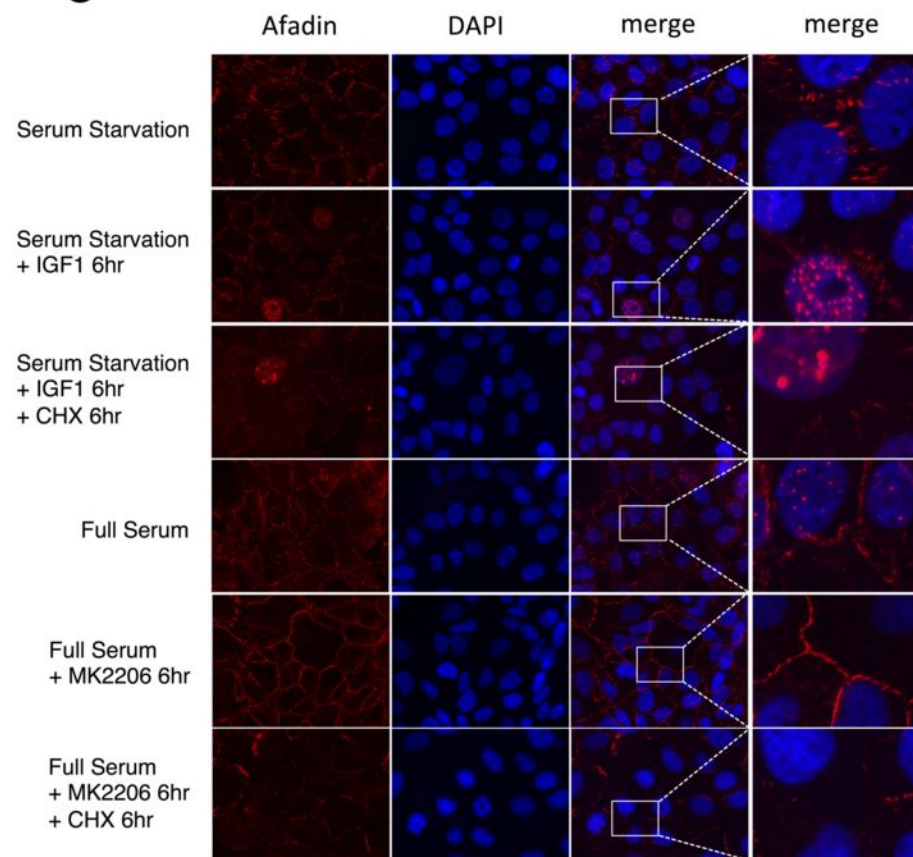 Afadin DAPI merge merge
Serum Starvation
Serum Starvation
+ IGF1 6hr
Serum Starvation
+ IGF1 6hr
+ CHX 6hr
Full Serum
Full Serum
+ MK2206 6hr
Full Serum
+ MK2206 6hr
+ CHX 6hr